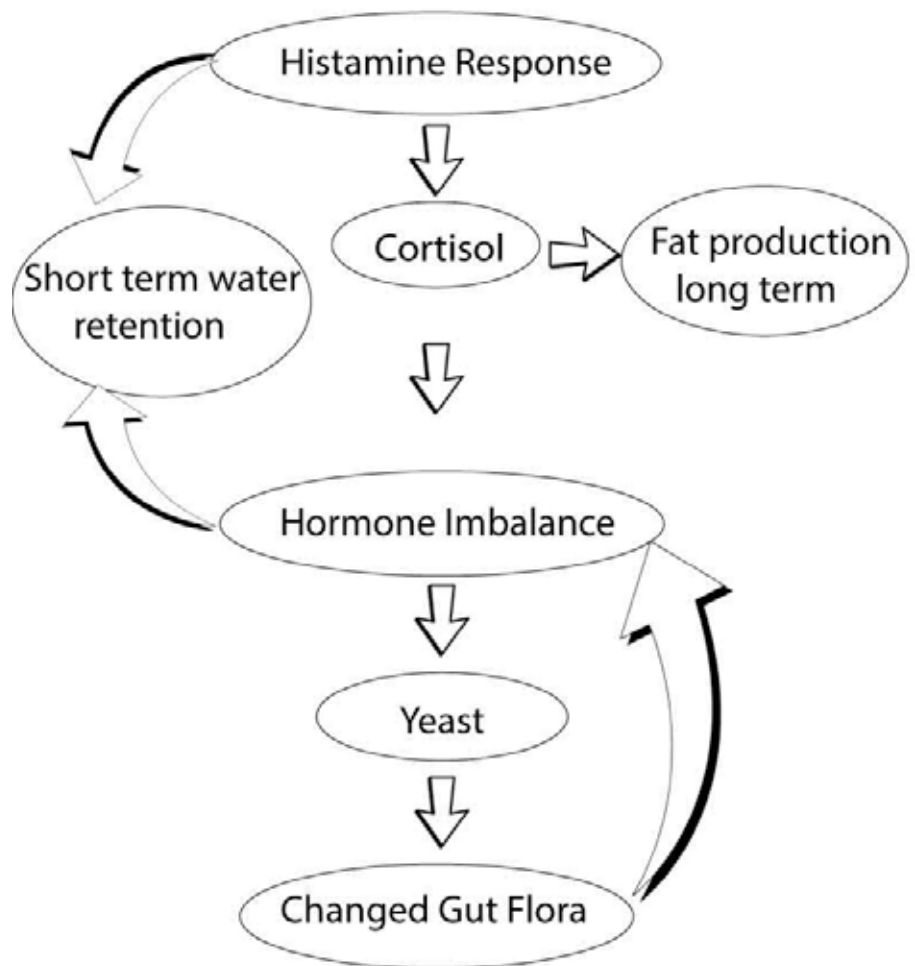 Histamine Response
Cortisol
Fat production
long term
Short term water
retention
Hormone Imbalance
Yeast
Changed Gut Flora